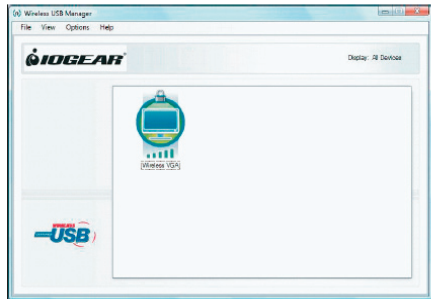 Wireless USB Manager
File View Options Help
IOGEAR
Display: All Devices
Wireless VGA
WIRELESS
USB